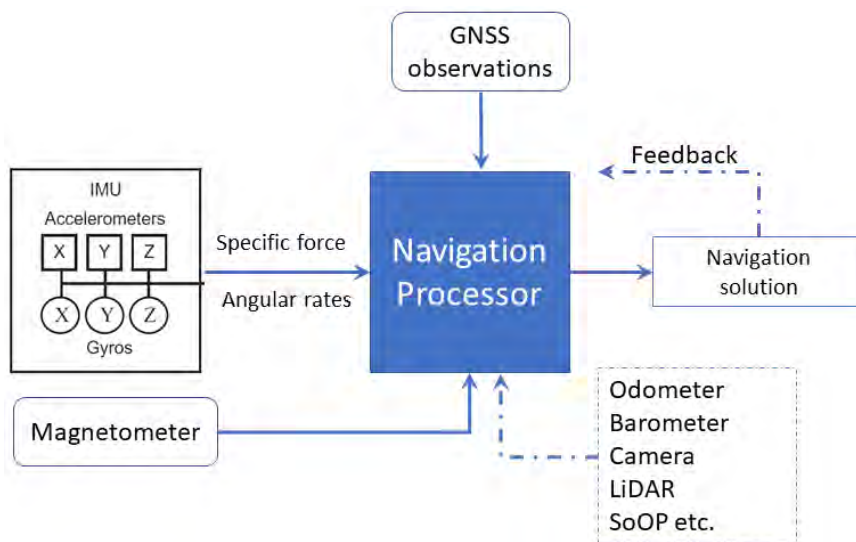 GNSS
observations
Feedback
IMU
Accelerometers
X Y Z
X Y Z
Gyros
Specific force
Angular rates
Navigation
Processor
Navigation
solution
Magnetometer
Odometer
Barometer
Camera
LiDAR
SoOP etc.